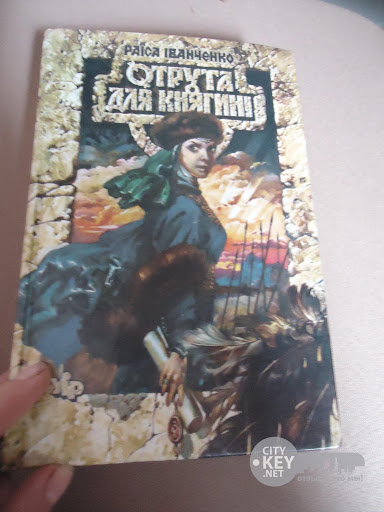 РАЇСА ІВАНЧЕНКО
ОТРУТА
ДЛЯ КНЯГИНІ
CITY
KEY
.NET